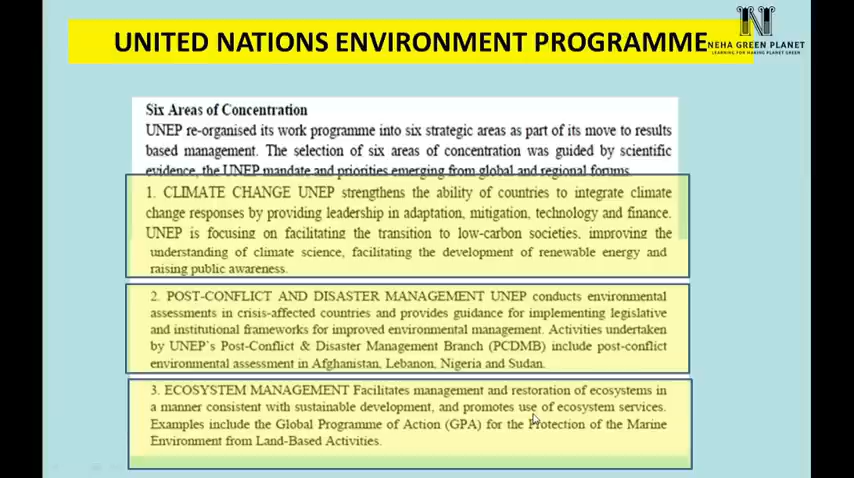 UNITED NATIONS ENVIRONMENT PROGRAMME
NEHA GREEN PLANET
LEARNING FOR MAKING PLANET GREEN
Six Areas of Concentration
UNEP re-organised its work programme into six strategic areas as part of its move to results
based management. The selection of six areas of concentration was guided by scientific
evidence, the UNEP mandate and priorities emerging from global and regional forums.
1. CLIMATE CHANGE UNEP strengthens the ability of countries to integrate climate
change responses by providing leadership in adaptation, mitigation, technology and finance.
UNEP is focusing on facilitating the transition to low-carbon societies, improving the
understanding of climate science, facilitating the development of renewable energy and
raising public awareness.
2. POST-CONFLICT AND DISASTER MANAGEMENT UNEP conducts environmental
assessments in crisis-affected countries and provides guidance for implementing legislative
and institutional frameworks for improved environmental management. Activities undertaken
by UNEP's Post-Conflict & Disaster Management Branch (PCDMB) include post-conflict
environmental assessment in Afghanistan, Lebanon, Nigeria and Sudan.
3. ECOSYSTEM MANAGEMENT Facilitates management and restoration of ecosystems in
a manner consistent with sustainable development, and promotes use of ecosystem services.
Examples include the Global Programme of Action (GPA) for the Protection of the Marine
Environment from Land-Based Activities.